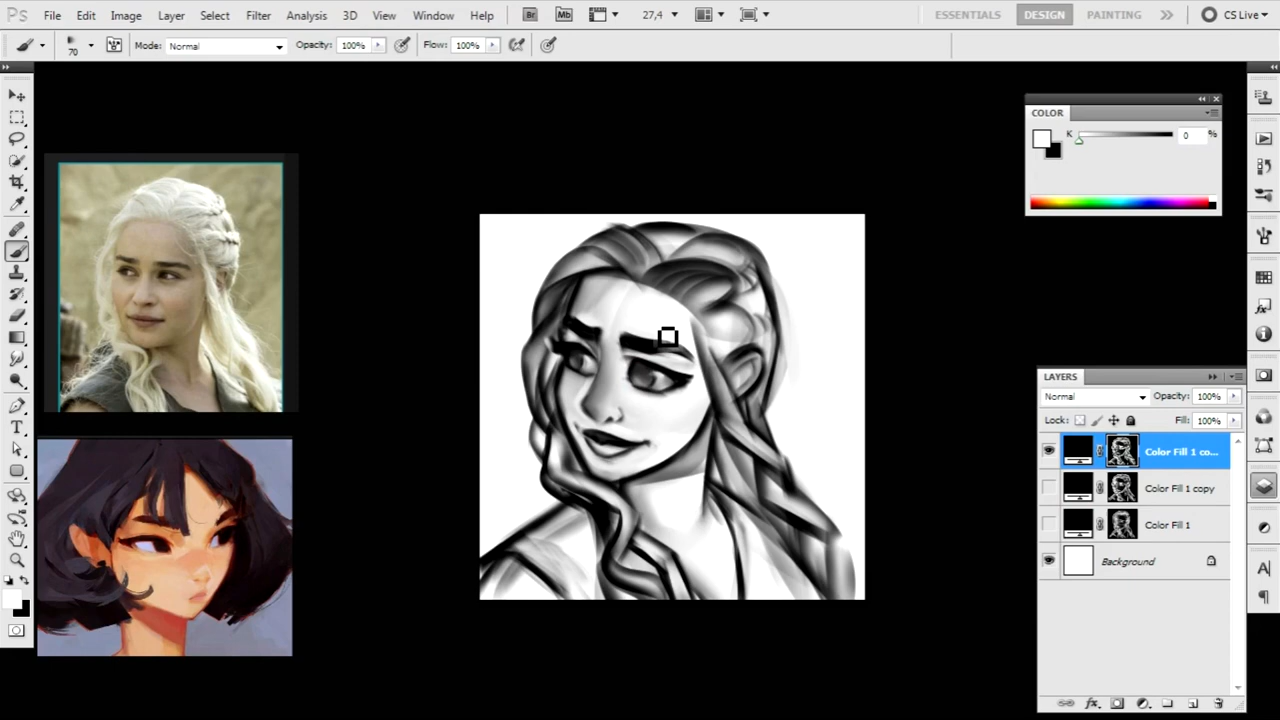 Ps File Edit Image Layer Select Filter Analysis 3D View Window Help Br Mb 27,4 ESSENTIALS DESIGN PAINTING CS Live
70 Mode: Normal Opacity: 100% Flow: 100%
COLOR
K 0 %
LAYERS
Normal Opacity: 100%
Lock: Fill: 100%
Color Fill 1 co...
Color Fill 1 copy
Color Fill 1
Background